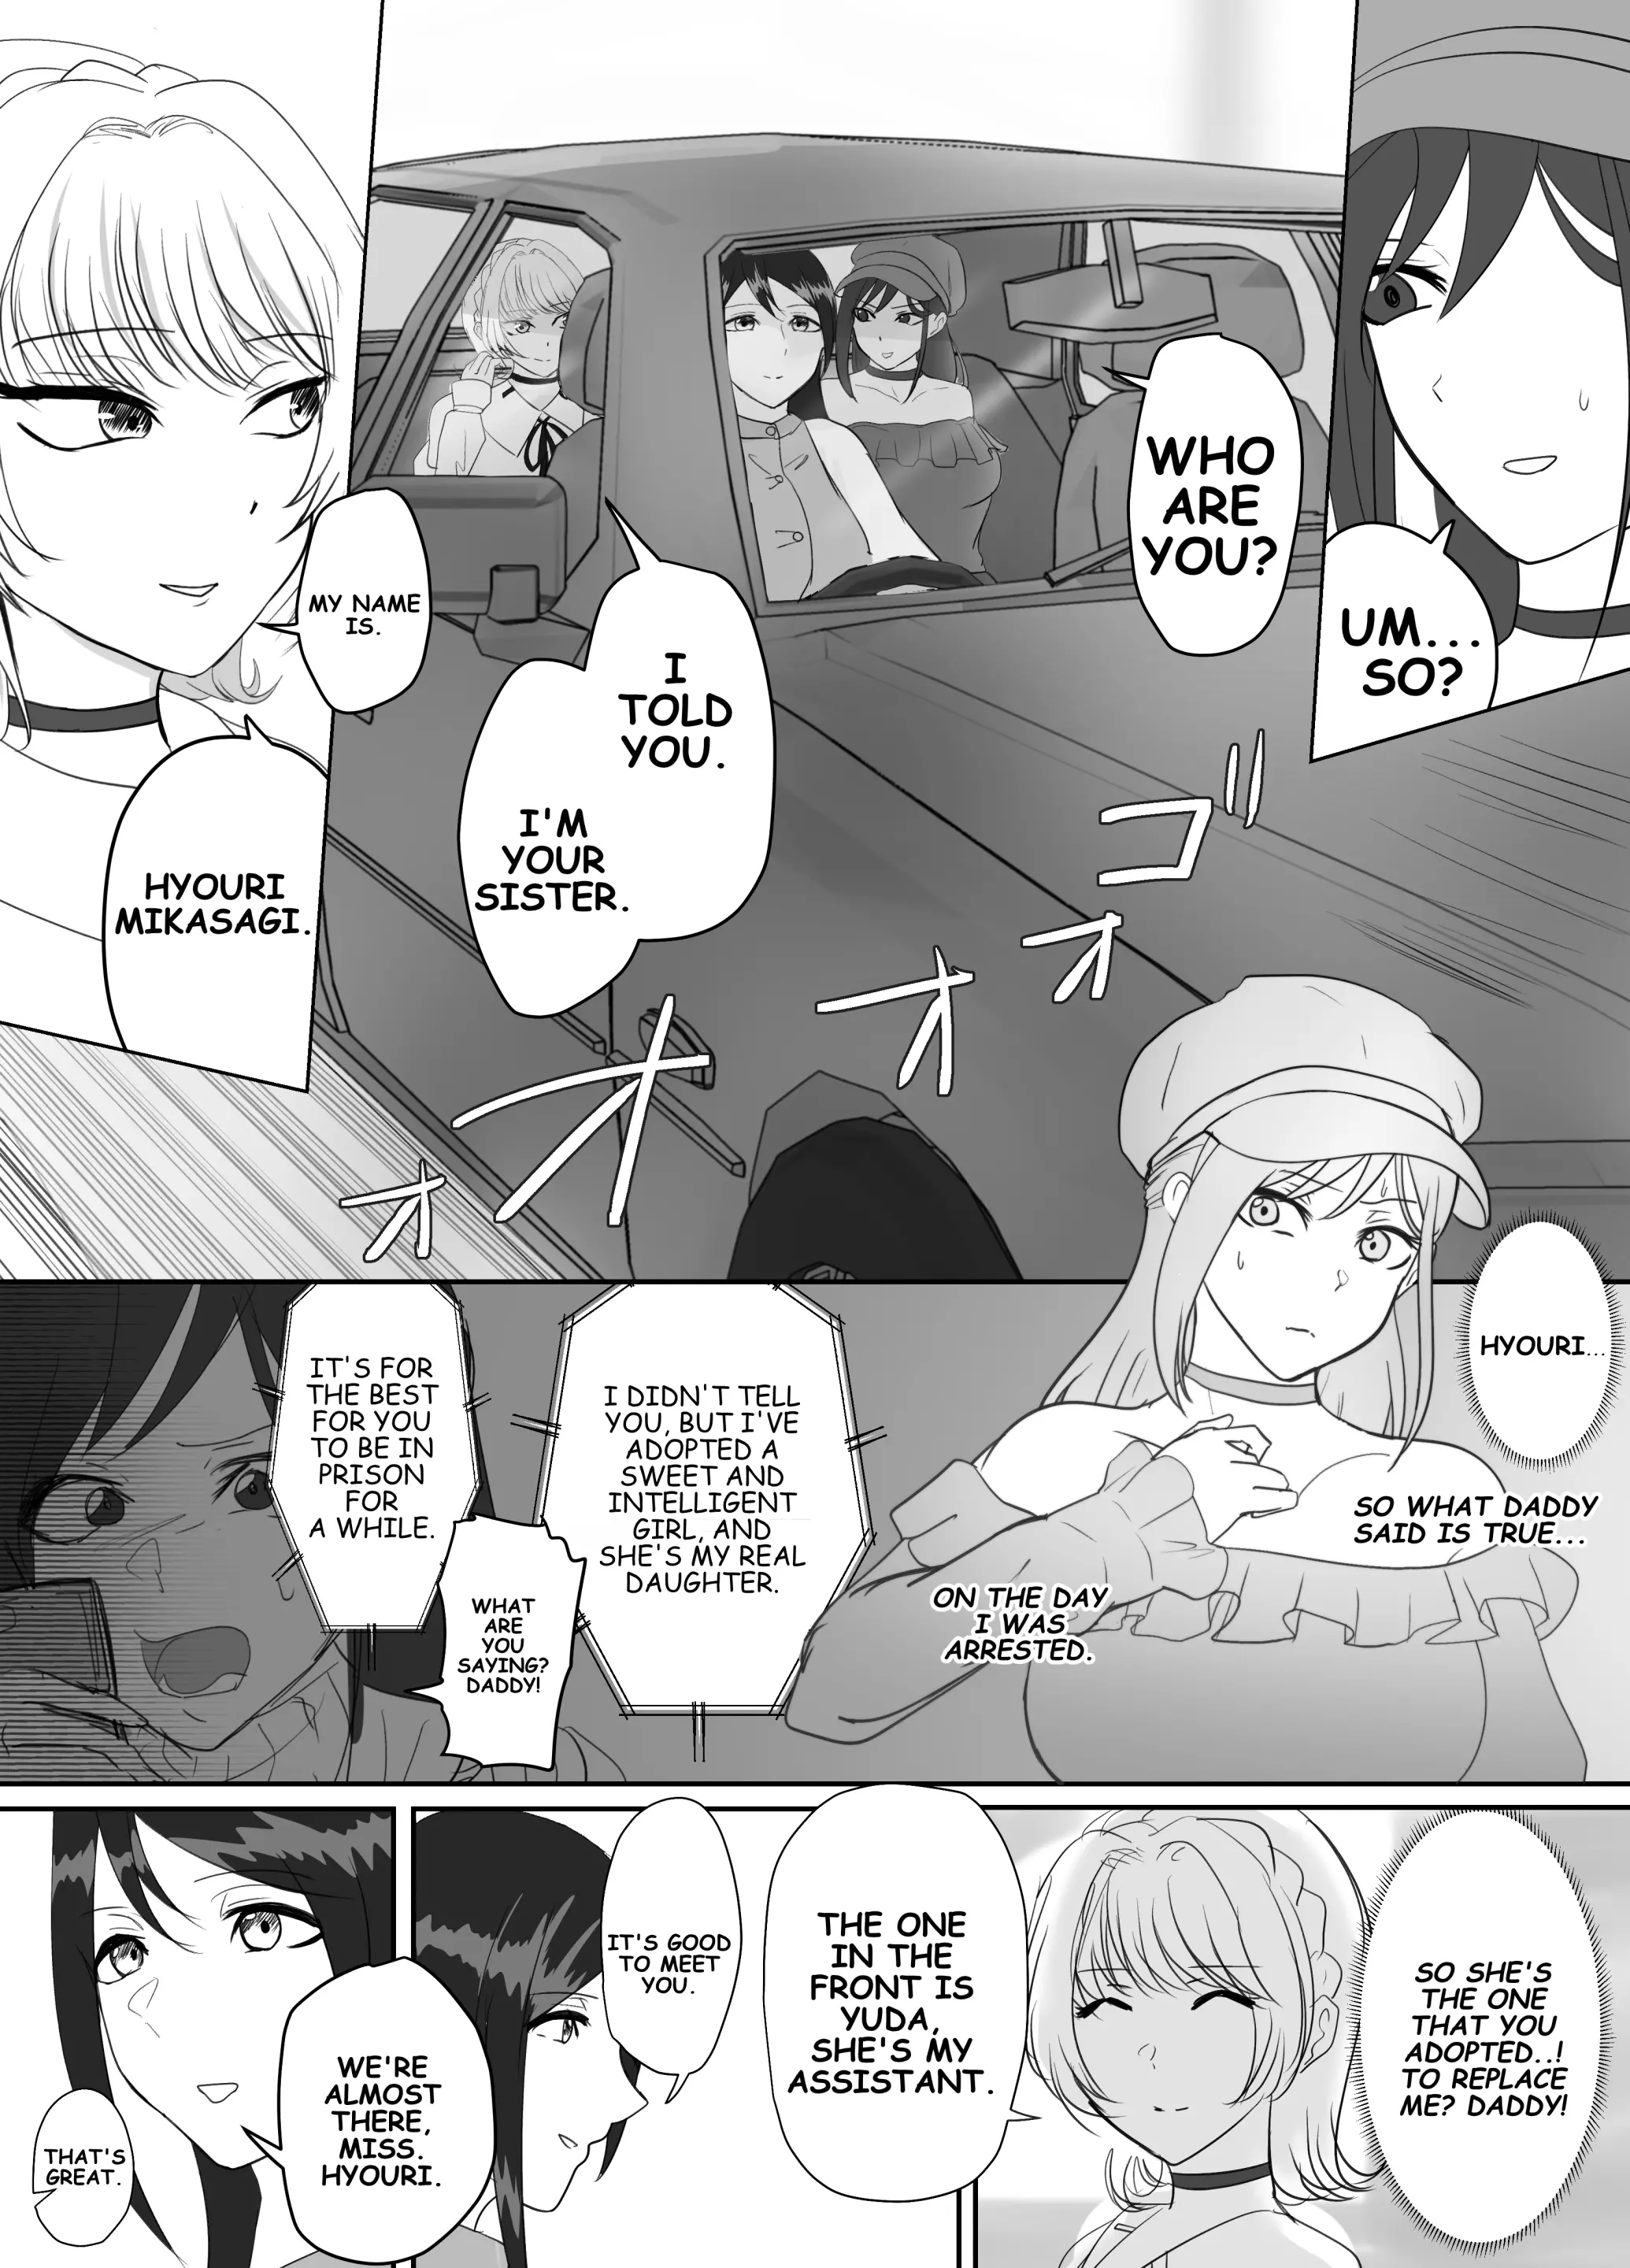 UM...
SO?
WHO
ARE
YOU?
I
TOLD
YOU.
I'M
YOUR
SISTER.
MY NAME
IS.
HYOURI
MIKASAGI.
ゴオオオオ
HYOURI...
SO WHAT DADDY
SAID IS TRUE...
ON THE DAY
I WAS
ARRESTED.
I DIDN'T TELL
YOU, BUT I'VE
ADOPTED A
SWEET AND
INTELLIGENT
GIRL, AND
SHE'S MY REAL
DAUGHTER.
IT'S FOR
THE BEST
FOR YOU
TO BE IN
PRISON
FOR
A WHILE.
WHAT
ARE
YOU
SAYING?
DADDY!
SO SHE'S
THE ONE
THAT YOU
ADOPTED..!
TO REPLACE
ME? DADDY!
THE ONE
IN THE
FRONT IS
YUDA,
SHE'S MY
ASSISTANT.
IT'S GOOD
TO MEET
YOU.
WE'RE
ALMOST
THERE,
MISS.
HYOURI.
THAT'S
GREAT.